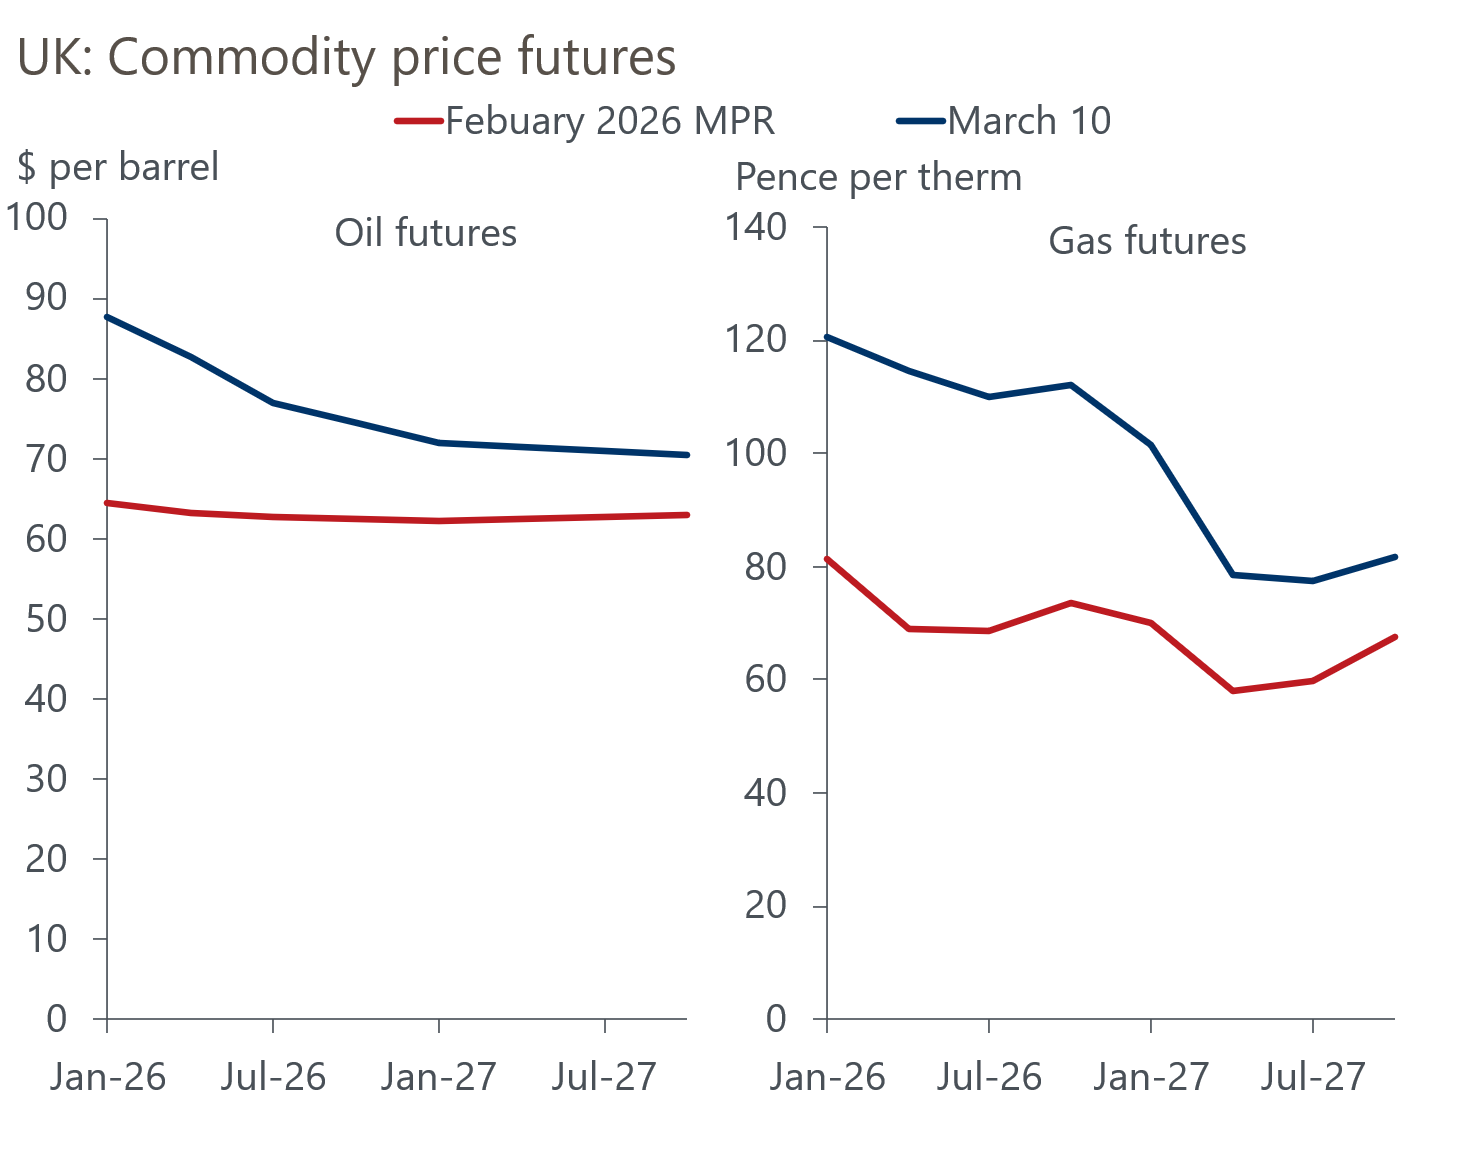 UK: Commodity price futures
Febuary 2026 MPR
March 10
$ per barrel
Oil futures
100
90
80
70
60
50
40
30
20
10
0
Jan-26 Jul-26 Jan-27 Jul-27
Pence per therm
Gas futures
140
120
100
80
60
40
20
0
Jan-26 Jul-26 Jan-27 Jul-27